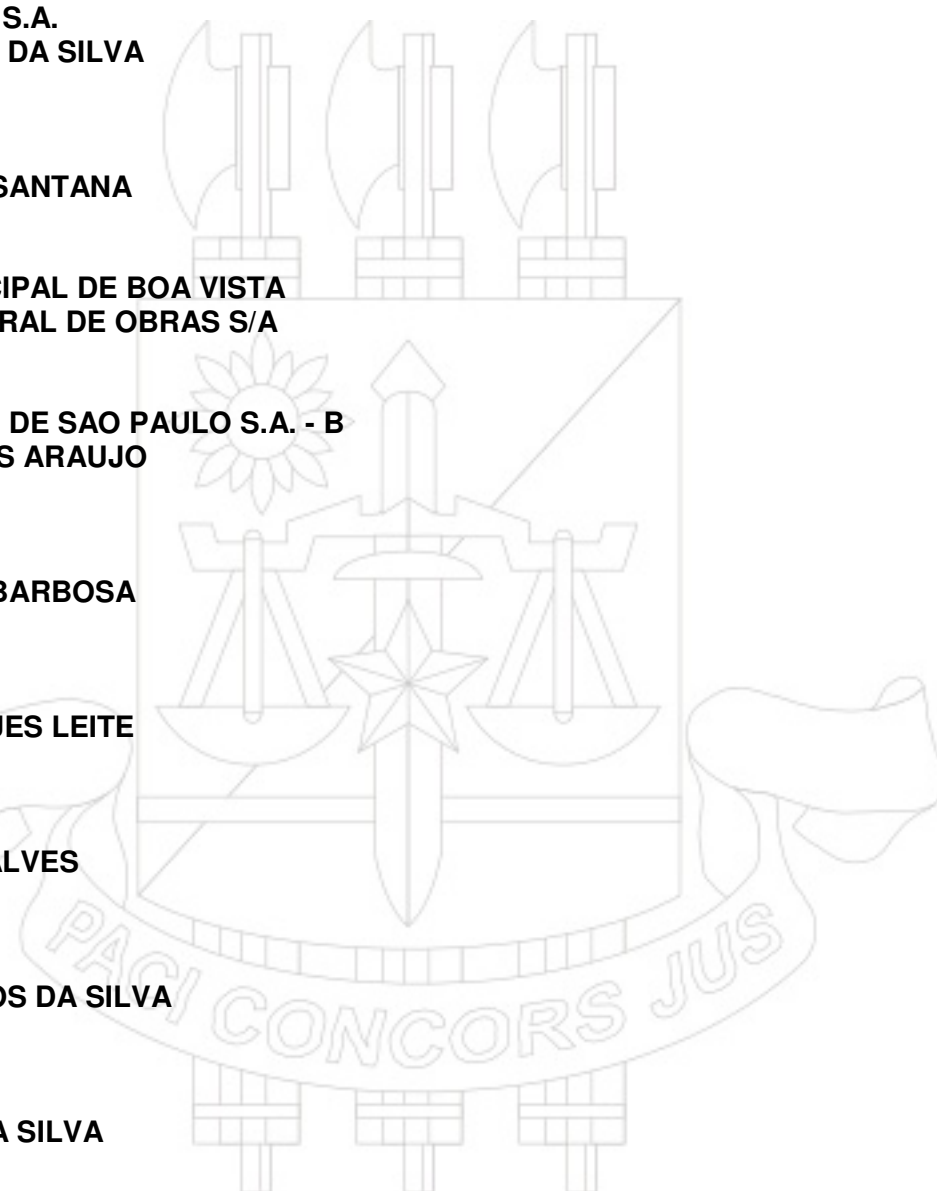 S.A.
DA SILVA
SANTANA
CIPAL DE BOA VISTA
RAL DE OBRAS S/A
DE SAO PAULO S.A. - B
S ARAUJO
BARBOSA
UES LEITE
ALVES
OS DA SILVA
A SILVA
PACI CONCORS JUS